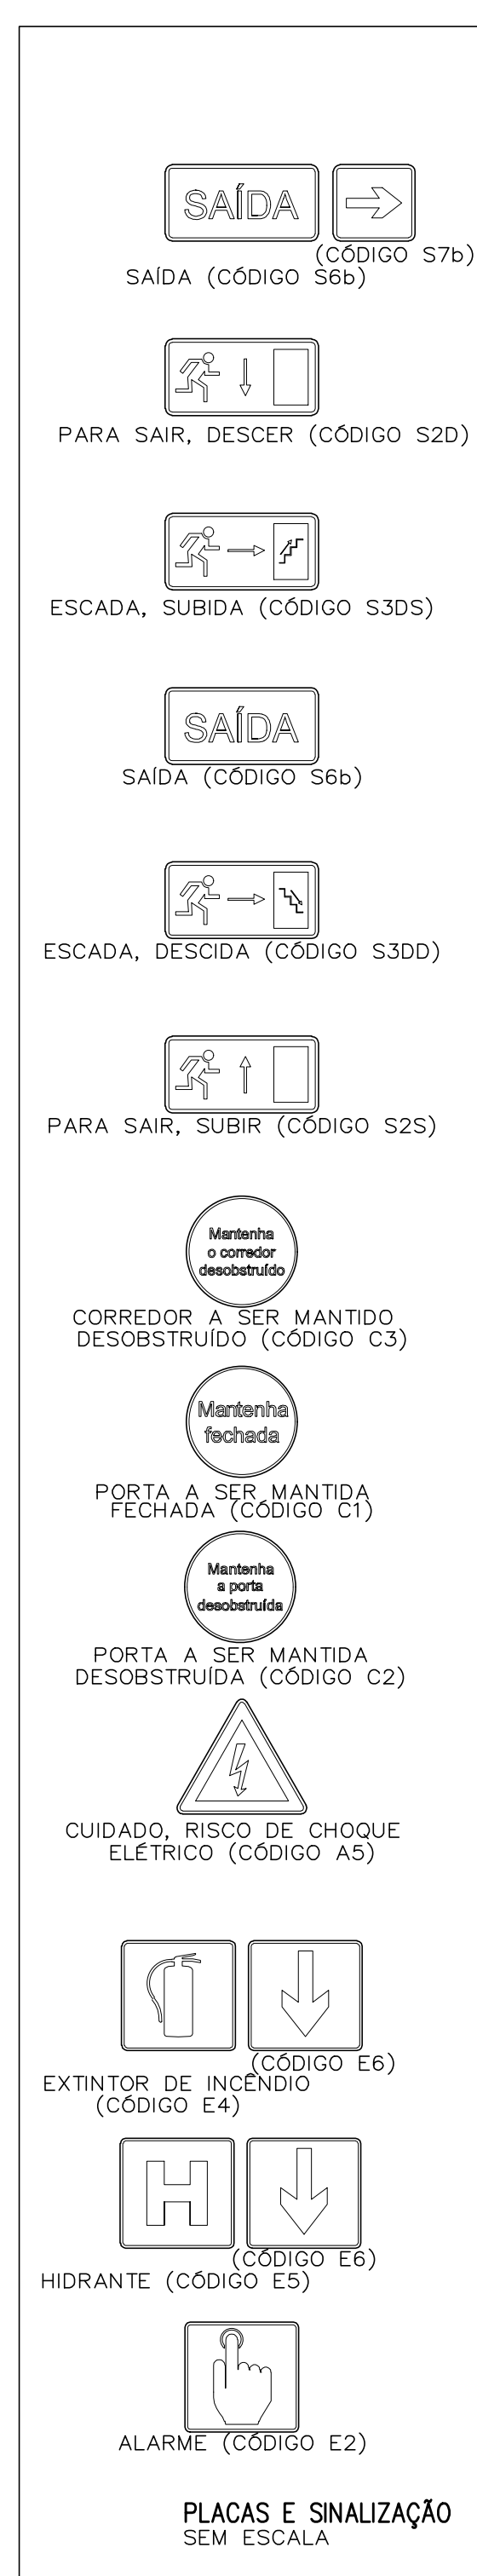 SAÍDA
(CÓDIGO S7b)
SAÍDA (CÓDIGO S6b)
PARA SAIR, DESCER (CÓDIGO S2D)
ESCADA, SUBIDA (CÓDIGO S3DS)
SAÍDA
SAÍDA (CÓDIGO S6b)
ESCADA, DESCIDA (CÓDIGO S3DD)
PARA SAIR, SUBIR (CÓDIGO S2S)
Mantenha
o corredor
desobstruído
CORREDOR A SER MANTIDO
DESOBSTRUÍDO (CÓDIGO C3)
Mantenha
fechada
PORTA A SER MANTIDA
FECHADA (CÓDIGO C1)
Mantenha
a porta
desobstruída
PORTA A SER MANTIDA
DESOBSTRUÍDA (CÓDIGO C2)
CUIDADO, RISCO DE CHOQUE
ELÉTRICO (CÓDIGO A5)
(CÓDIGO E6)
EXTINTOR DE INCÊNDIO
(CÓDIGO E4)
H
(CÓDIGO E6)
HIDRANTE (CÓDIGO E5)
ALARME (CÓDIGO E2)
PLACAS E SINALIZAÇÃO
SEM ESCALA